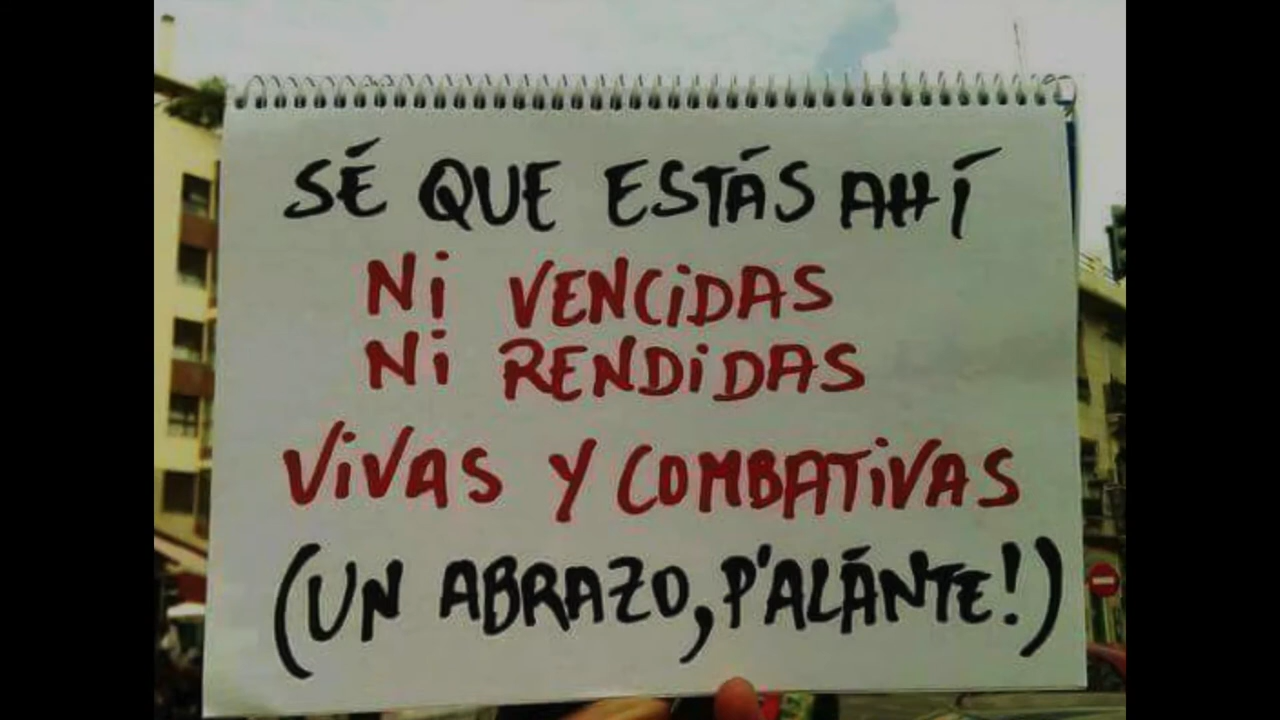 SÉ QUE ESTÁS AHÍ
Ni VENCiDAS
Ni RENDiDAS
ViVAS Y COMBATiVAS
(UN ABRAZO, P'ALÁNTE!)